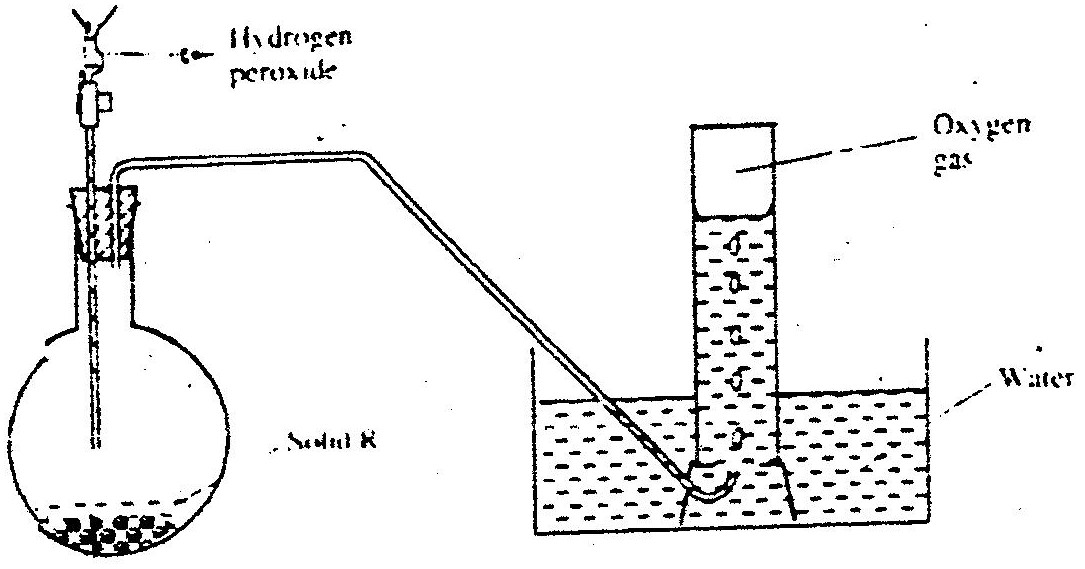 Hydrogen
peroxide
Oxygen
gas
Water
Solid R